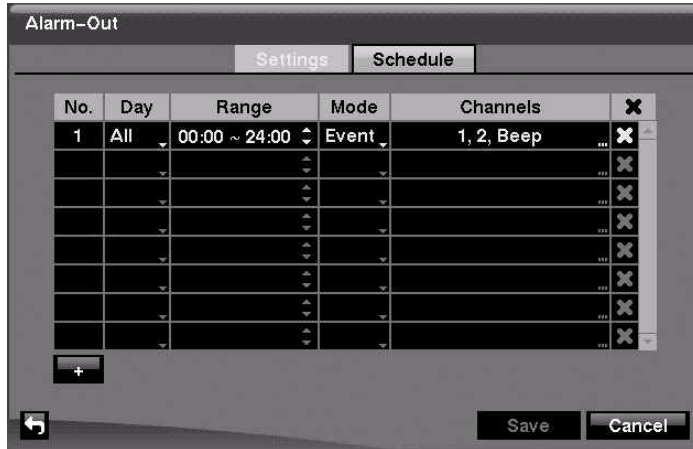 Alarm–Out
Settings Schedule
No. Day Range Mode Channels
1 All 00:00 ~ 24:00 Event 1, 2, Beep ...
+
Save Cancel